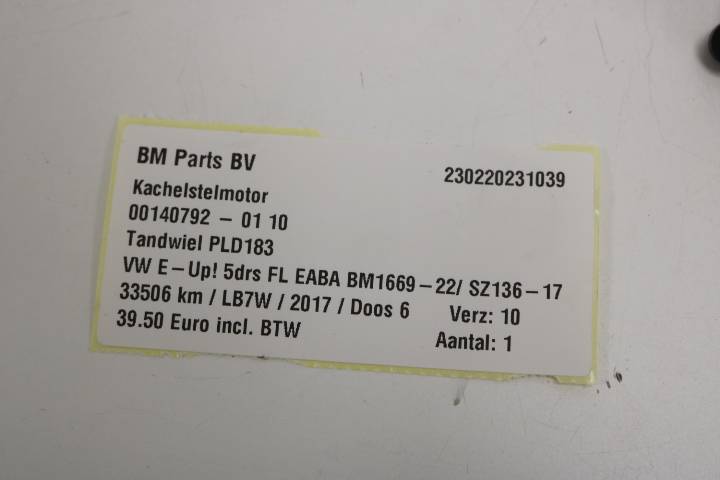 BM Parts BV 230220231039
Kachelstelmotor
00140792 – 01 10
Tandwiel PLD183
VW E–Up! 5drs FL EABA BM1669–22/ SZ136–17
33506 km / LB7W / 2017 / Doos 6 Verz: 10
39.50 Euro incl. BTW Aantal: 1